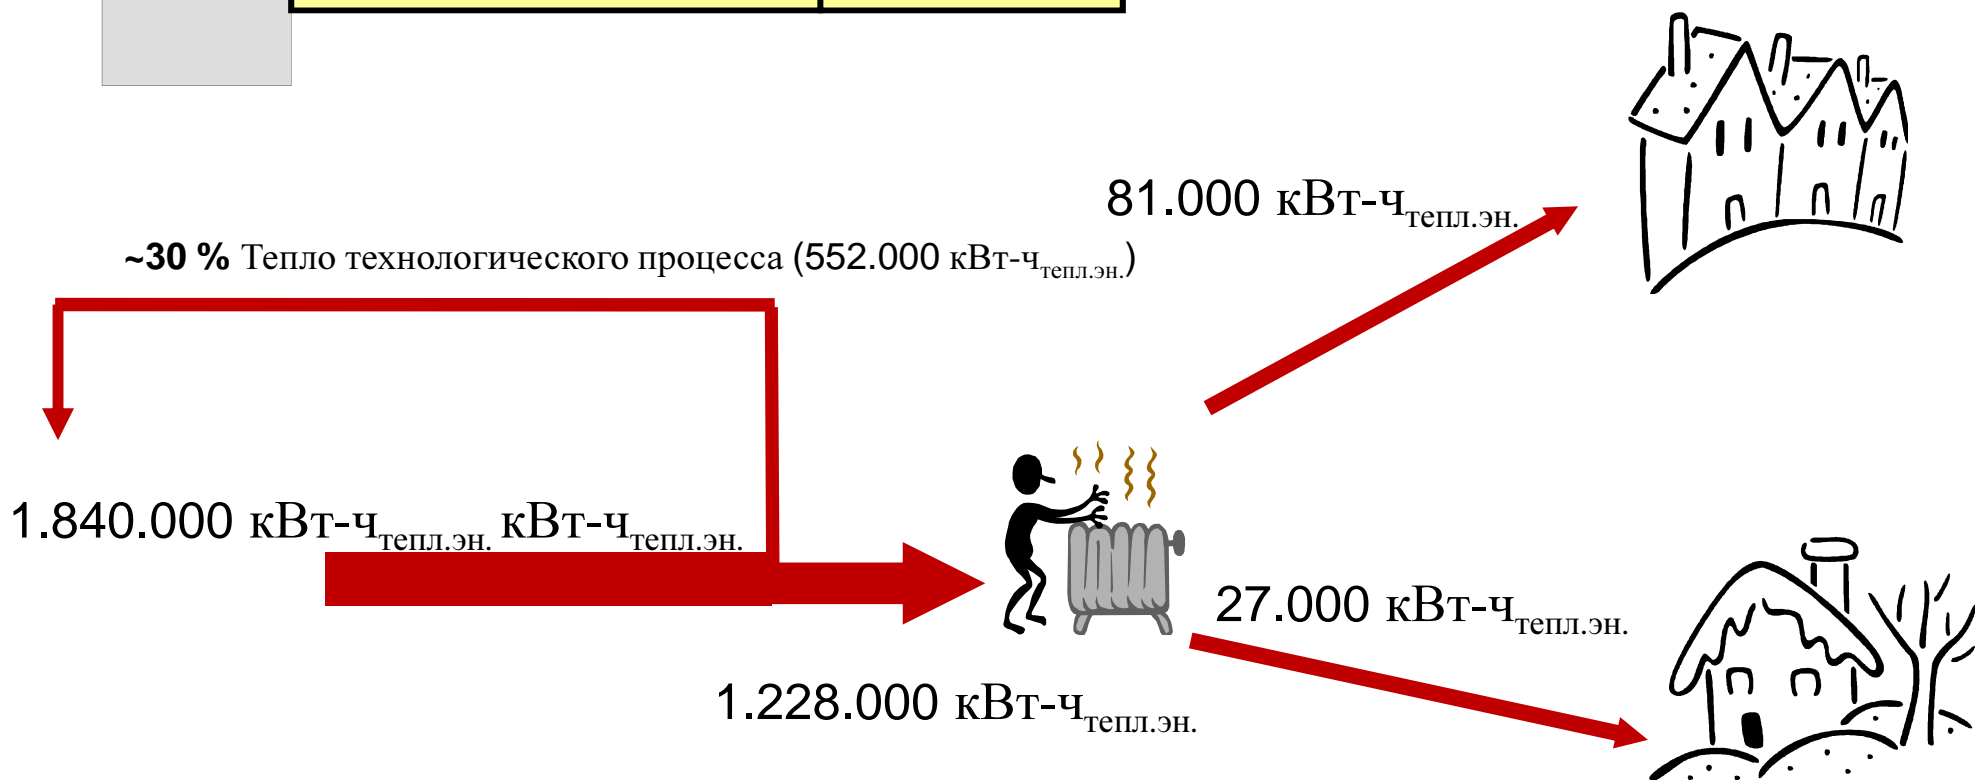 81.000 кВт-чтепл.эн.
~30 % Тепло технологического процесса (552.000 кВт-чтепл.эн.)
1.840.000 кВт-чтепл.эн. кВт-чтепл.эн.
27.000 кВт-чтепл.эн.
1.228.000 кВт-чтепл.эн.